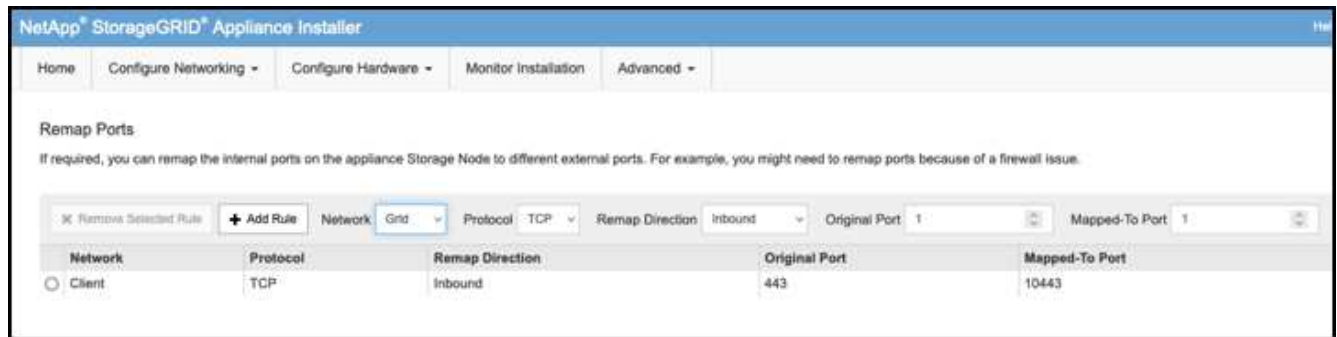 NetApp® StorageGRID® Appliance Installer
Home Configure Networking Configure Hardware Monitor Installation Advanced
Remap Ports
If required, you can remap the internal ports on the appliance Storage Node to different external ports. For example, you might need to remap ports because of a firewall issue.
Remove Selected Rule Add Rule Network Grid Protocol TCP Remap Direction Inbound Original Port 1 Mapped-To Port 1
Network Protocol Remap Direction Original Port Mapped-To Port
Client TCP Inbound 443 10443